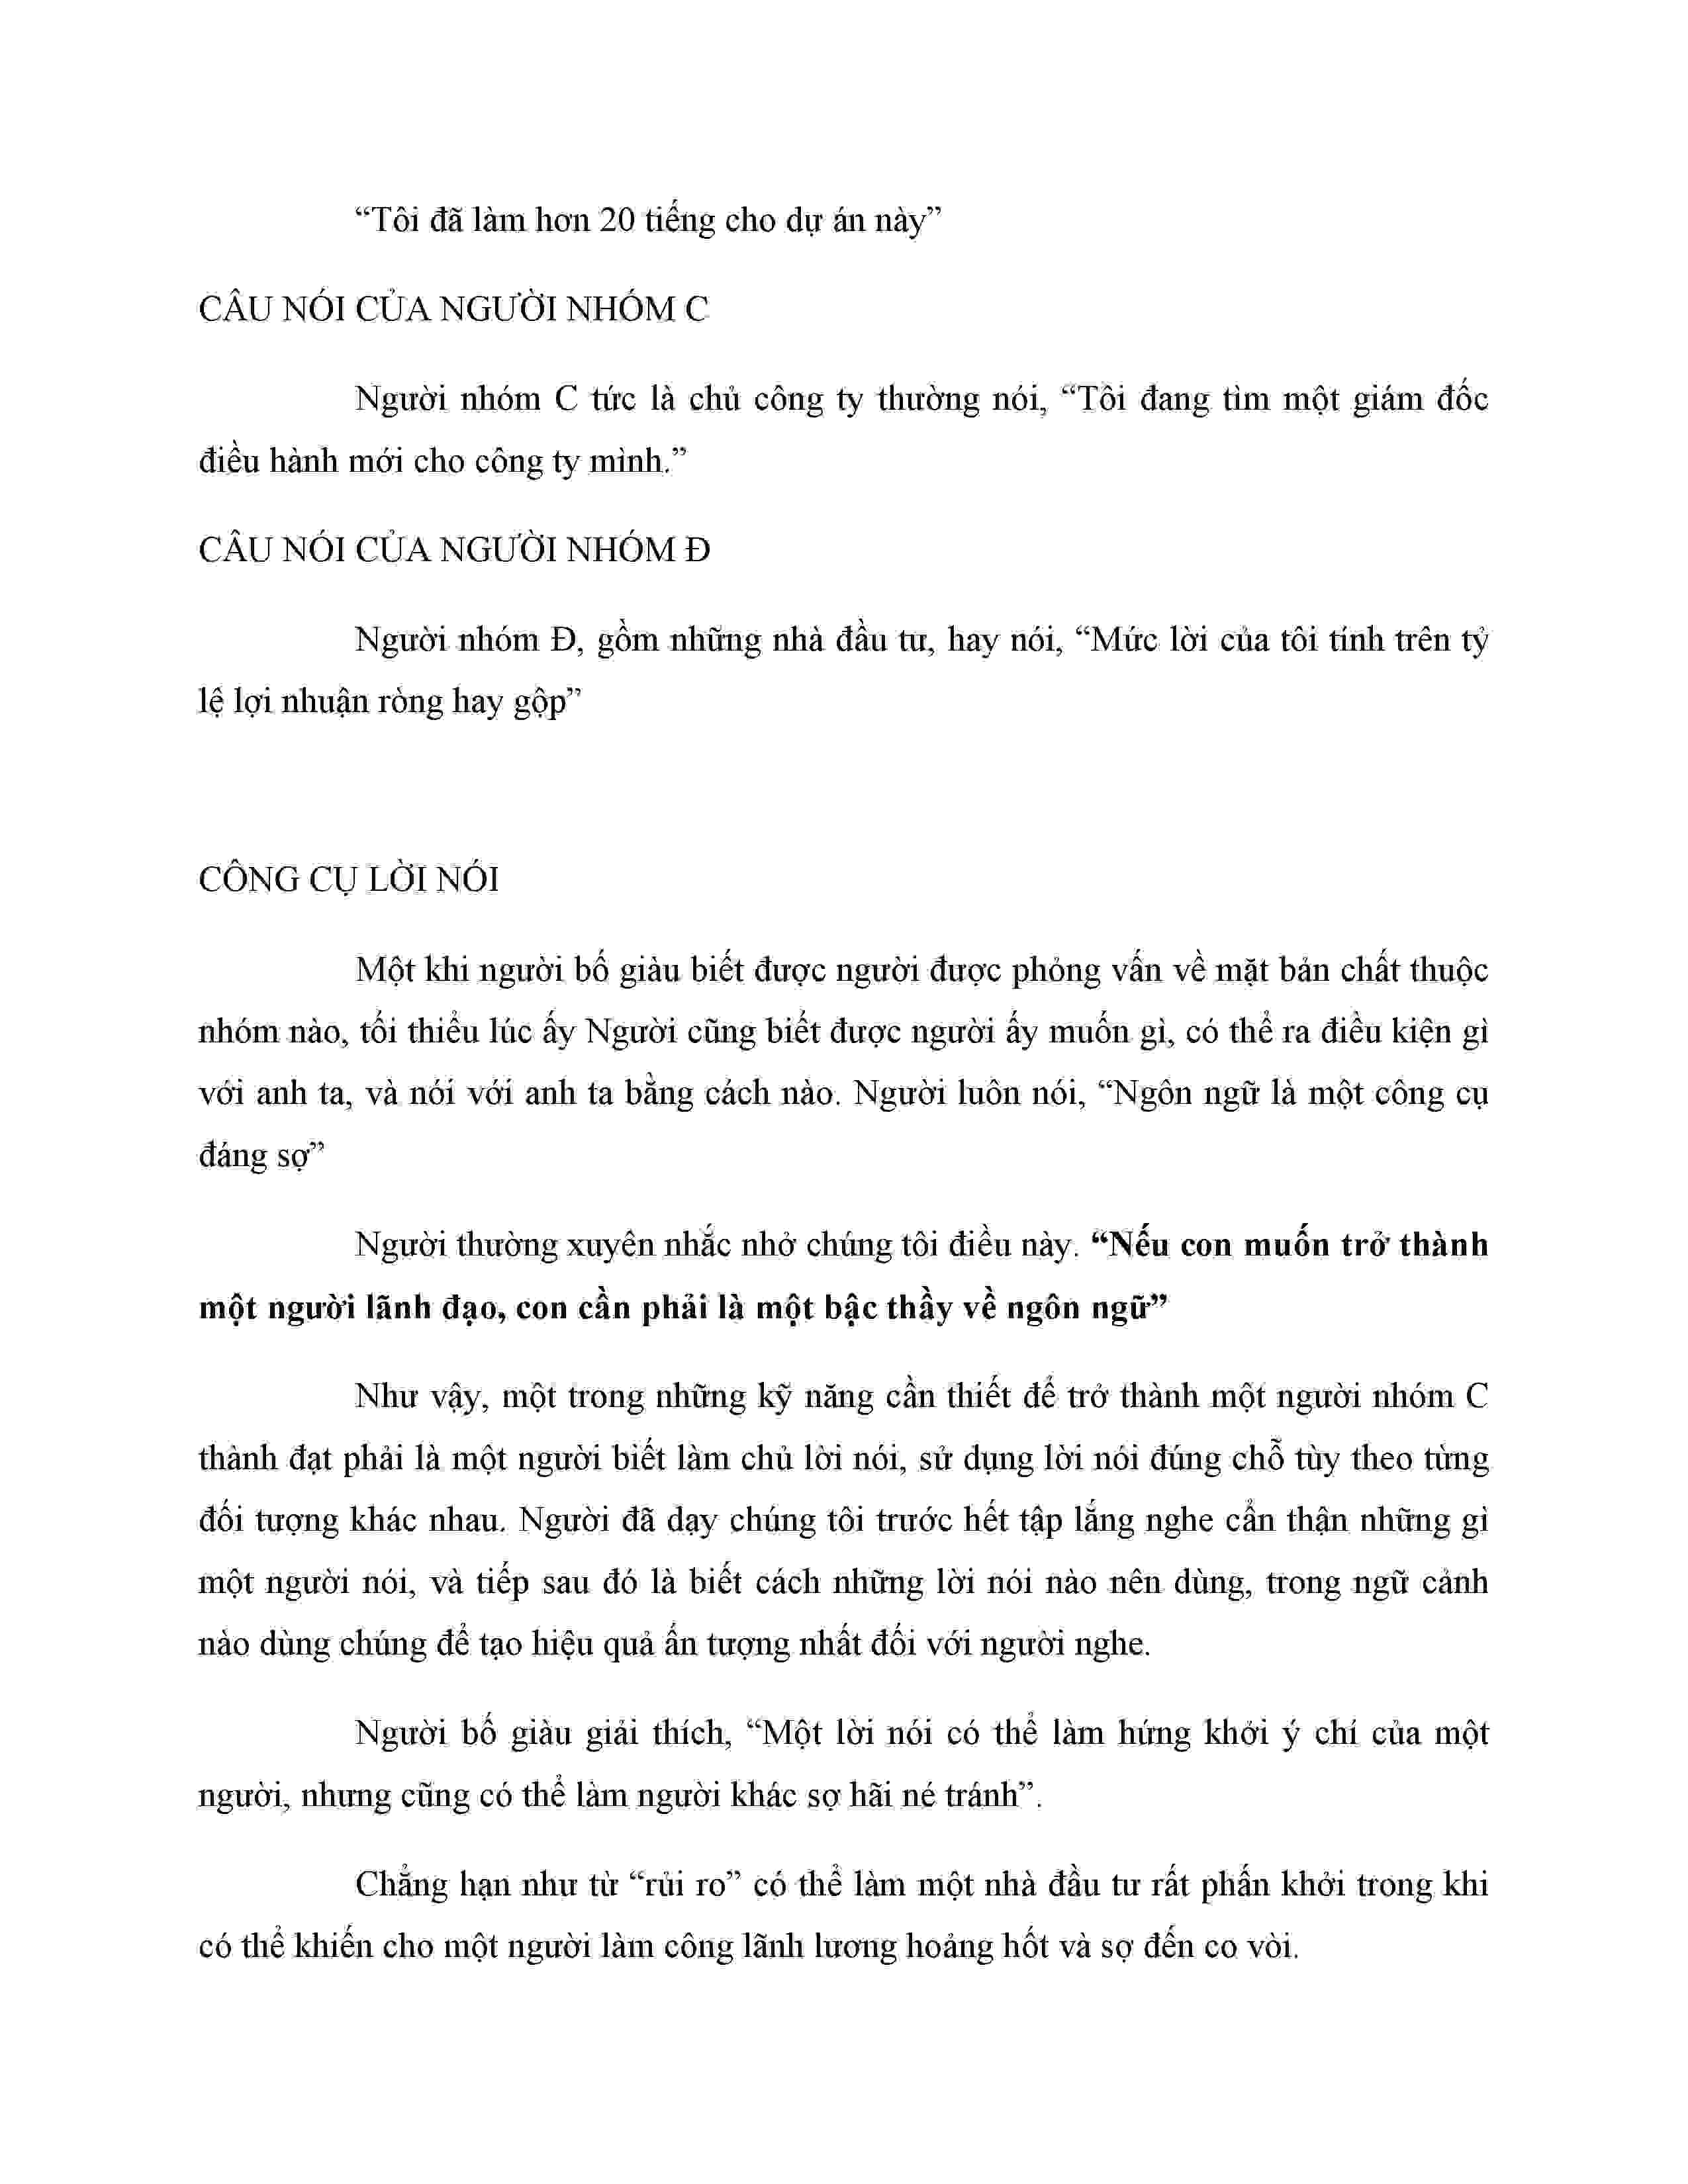 “Tôi đã làm hơn 20 tiếng cho dự án này”
CÂU NÓI CỦA NGƯỜI NHÓM C
Người nhóm C tức là chủ công ty thường nói, “Tôi đang tìm một giám đốc
điều hành mới cho công ty mình.”
CÂU NÓI CỦA NGƯỜI NHÓM Đ
Người nhóm Đ, gồm những nhà đầu tư, hay nói, “Mức lời của tôi tính trên tỷ
lệ lợi nhuận ròng hay gộp”
CÔNG CỤ LỜI NÓI
Một khi người bố giàu biết được người được phỏng vấn về mặt bản chất thuộc
nhóm nào, tối thiểu lúc ấy Người cũng biết được người ấy muốn gì, có thể ra điều kiện gì
với anh ta, và nói với anh ta bằng cách nào. Người luôn nói, “Ngôn ngữ là một công cụ
đáng sợ”
Người thường xuyên nhắc nhở chúng tôi điều này. “Nếu con muốn trở thành
một người lãnh đạo, con cần phải là một bậc thầy về ngôn ngữ”
Như vậy, một trong những kỹ năng cần thiết để trở thành một người nhóm C
thành đạt phải là một người biết làm chủ lời nói, sử dụng lời nói đúng chỗ tùy theo từng
đối tượng khác nhau. Người đã dạy chúng tôi trước hết tập lắng nghe cẩn thận những gì
một người nói, và tiếp sau đó là biết cách những lời nói nào nên dùng, trong ngữ cảnh
nào dùng chúng để tạo hiệu quả ấn tượng nhất đối với người nghe.
Người bố giàu giải thích, “Một lời nói có thể làm hứng khởi ý chí của một
người, nhưng cũng có thể làm người khác sợ hãi né tránh”.
Chẳng hạn như từ “rủi ro” có thể làm một nhà đầu tư rất phấn khởi trong khi
có thể khiến cho một người làm công lãnh lương hoảng hốt và sợ đến co vòi.